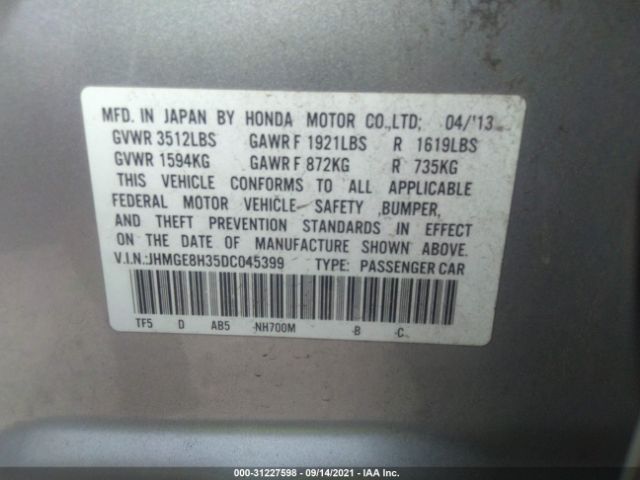 MFD. IN JAPAN BY HONDA MOTOR CO.,LTD; 04/'13
GVWR 3512LBS GAWR F 1921LBS R 1619LBS
GVWR 1594KG GAWR F 872KG R 735KG
THIS VEHICLE CONFORMS TO ALL APPLICABLE
FEDERAL MOTOR VEHICLE SAFETY ,BUMPER,
AND THEFT PREVENTION STANDARDS IN EFFECT
ON THE DATE OF MANUFACTURE SHOWN ABOVE.
V.I.N.:JHMGE8H35DC045399 TYPE: PASSENGER CAR
TF5 D AB5 -NH700M -B -C
000-31227598 - 09/14/2021 - IAA Inc.